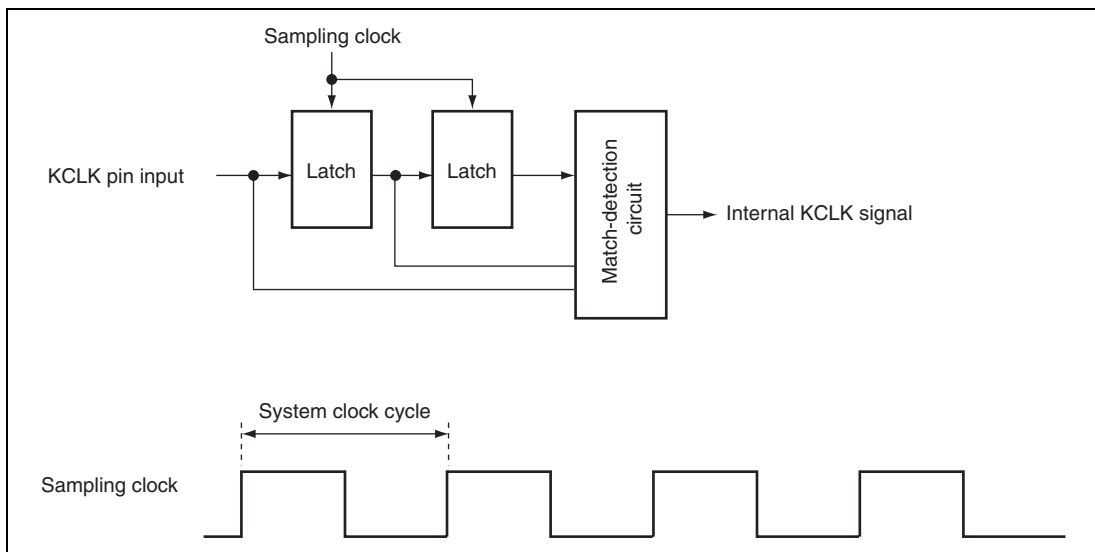 Sampling clock
KCLK pin input
Latch
Latch
Match-detection
circuit
Internal KCLK signal
System clock cycle
Sampling clock